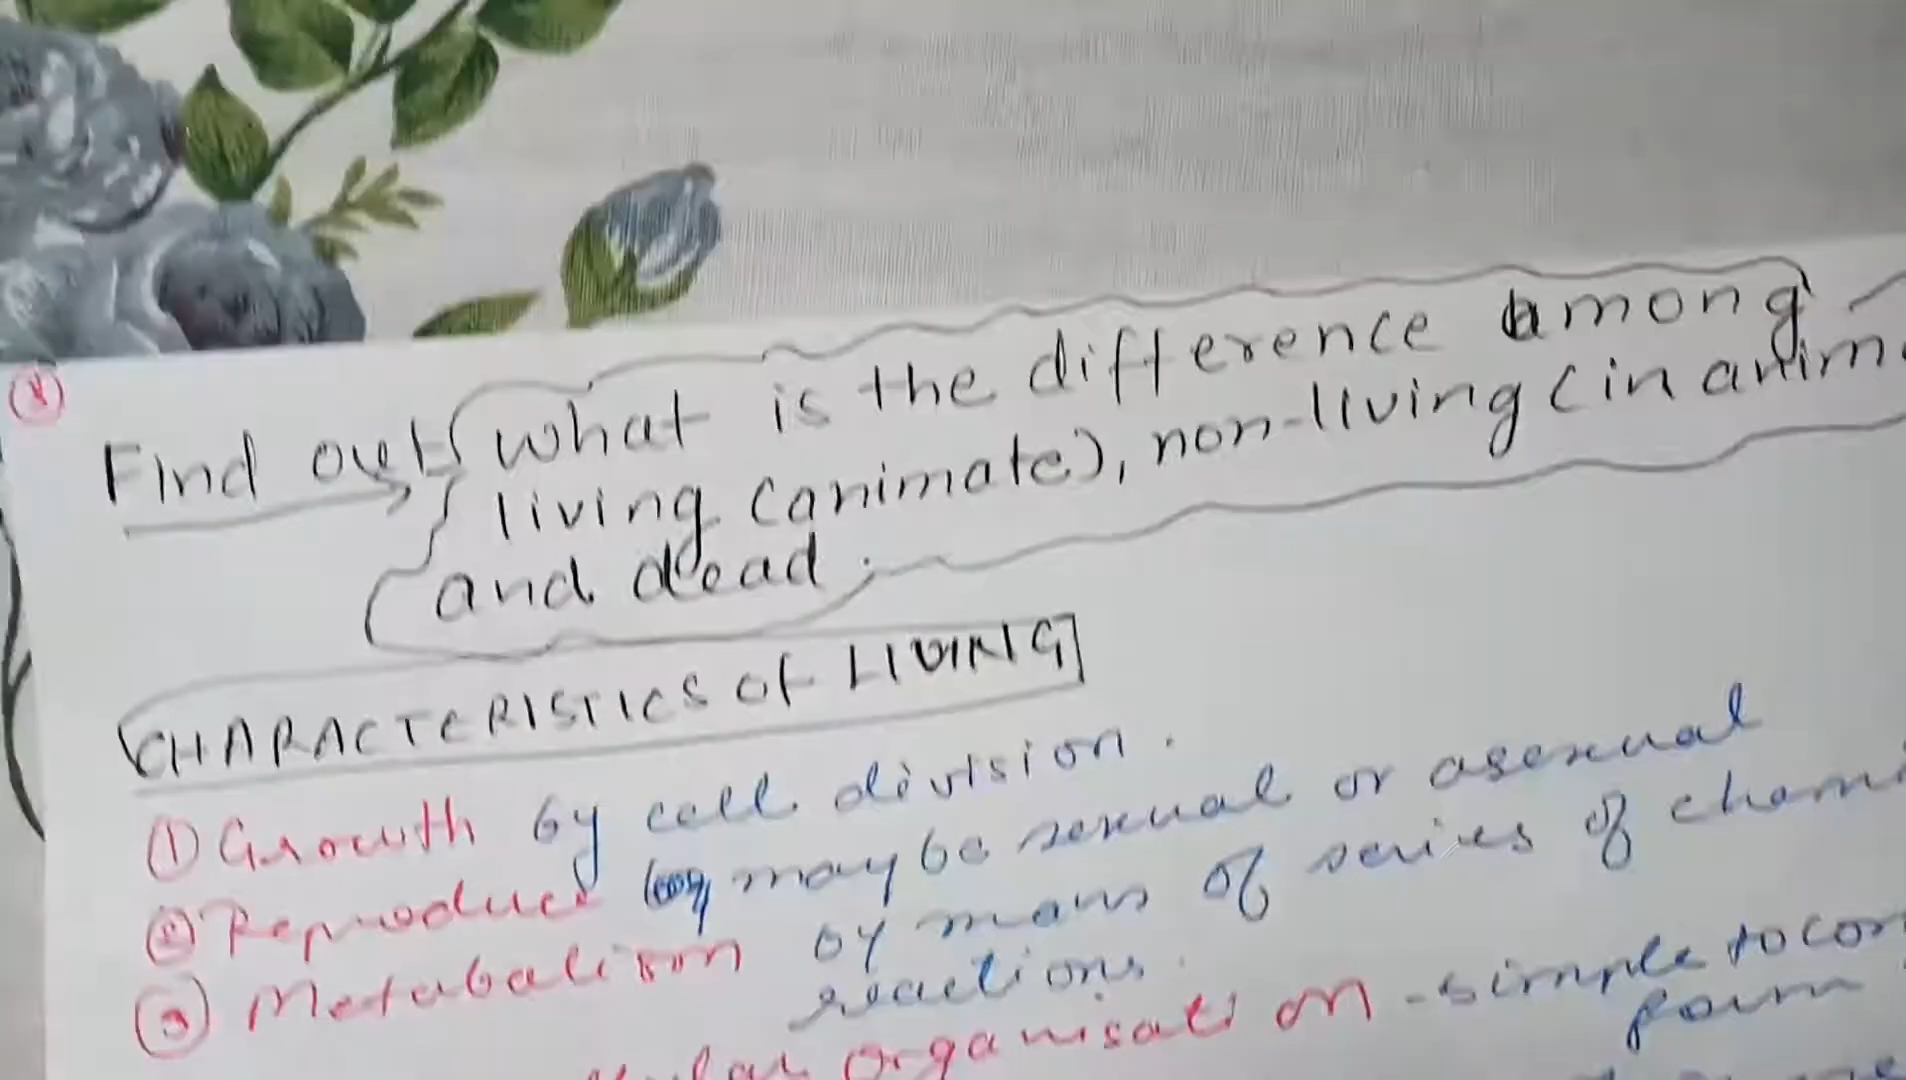 Find out what is the difference among
living (animate), non-living (in anim
and dead.
CHARACTERISTICS of LIVING
① Growth by cell division.
② Reproduce may be sexual or asexual
③ Metabolism by means of series of chemi
reactions.
organisation - simple to com
form